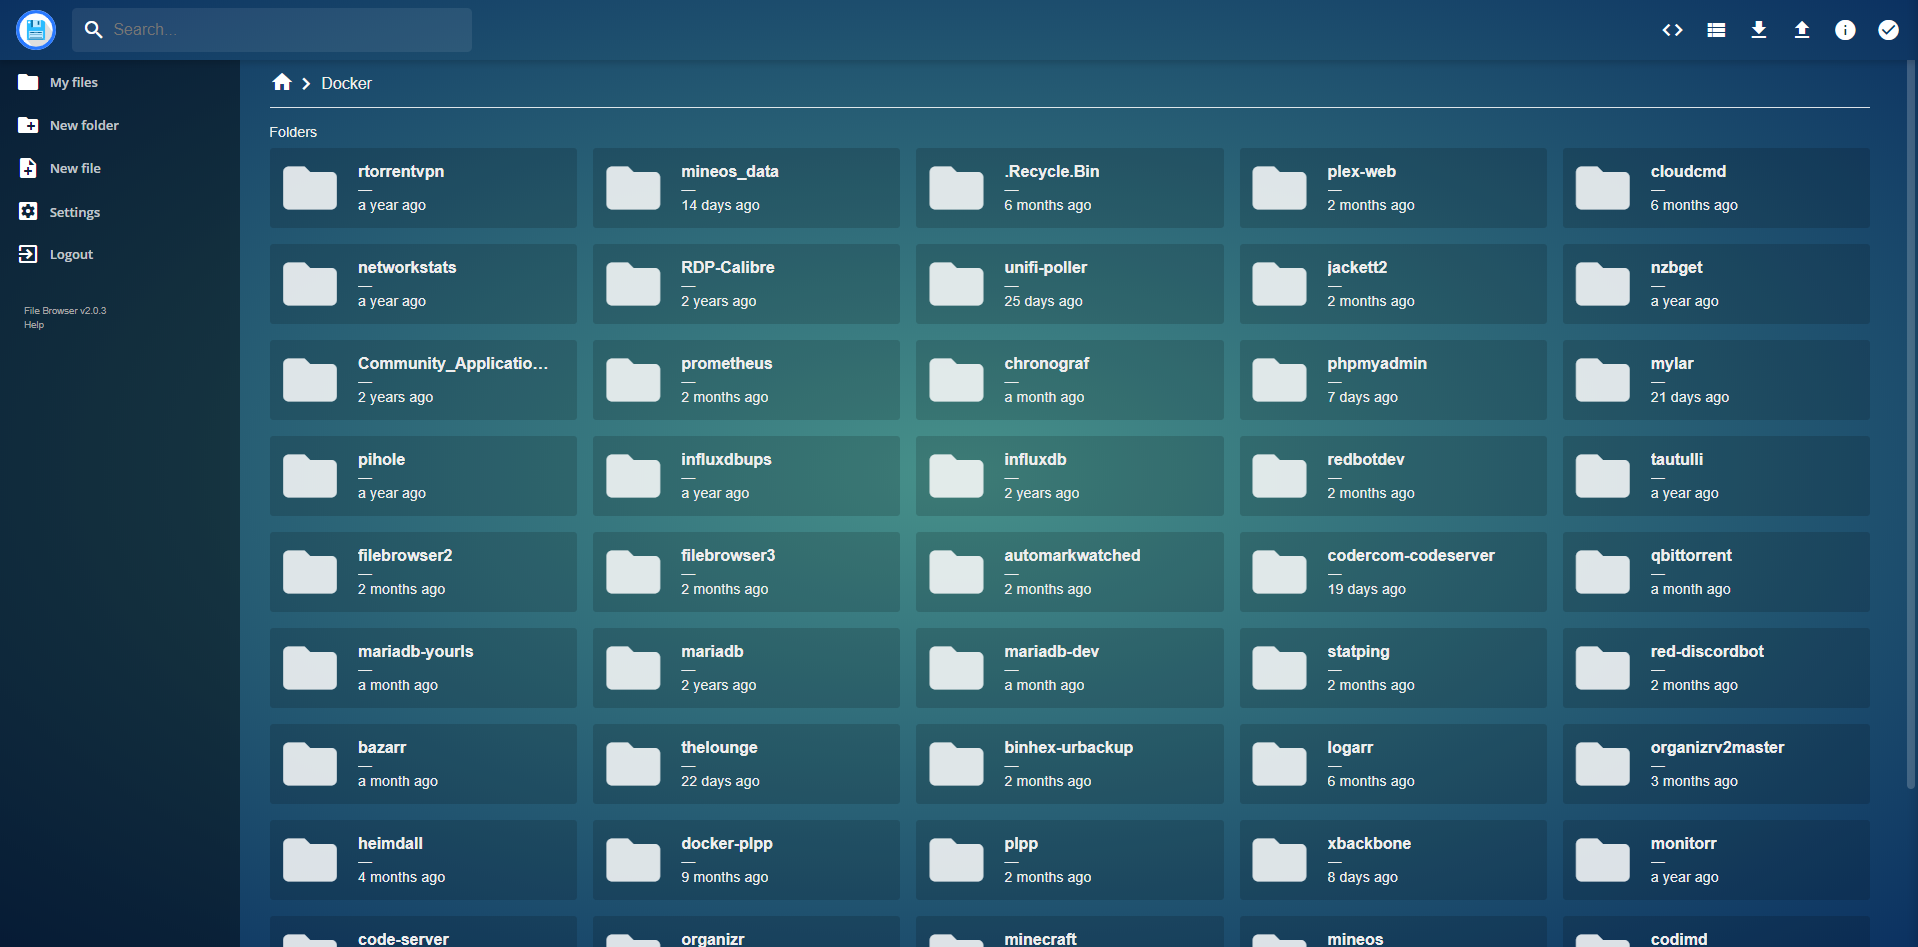 Search...
My files
New folder
New file
Settings
Logout
File Browser v2.0.3
Help
Docker
Folders
rtorrentvpn
—
a year ago
mineos_data
—
14 days ago
.Recycle.Bin
—
6 months ago
plex-web
—
2 months ago
cloudcmd
—
6 months ago
networkstats
—
a year ago
RDP-Calibre
—
2 years ago
unifi-poller
—
25 days ago
jackett2
—
2 months ago
nzbget
—
a year ago
Community_Applicatio...
—
2 years ago
prometheus
—
2 months ago
chronograf
—
a month ago
phpmyadmin
—
7 days ago
mylar
—
21 days ago
pihole
—
a year ago
influxdbups
—
a year ago
influxdb
—
2 years ago
redbotdev
—
2 months ago
tautulli
—
a year ago
filebrowser2
—
2 months ago
filebrowser3
—
2 months ago
automarkwatched
—
2 months ago
codercom-codeserver
—
19 days ago
qbittorrent
—
a month ago
mariadb-yourls
—
a month ago
mariadb
—
2 years ago
mariadb-dev
—
a month ago
statping
—
2 months ago
red-discordbot
—
2 months ago
bazarr
—
a month ago
thelounge
—
22 days ago
binhex-urbackup
—
2 months ago
logarr
—
6 months ago
organizrv2master
—
3 months ago
heimdall
—
4 months ago
docker-plpp
—
9 months ago
plpp
—
2 months ago
xbackbone
—
8 days ago
monitorr
—
a year ago
code-server
organizr
minecraft
mineos
codimd